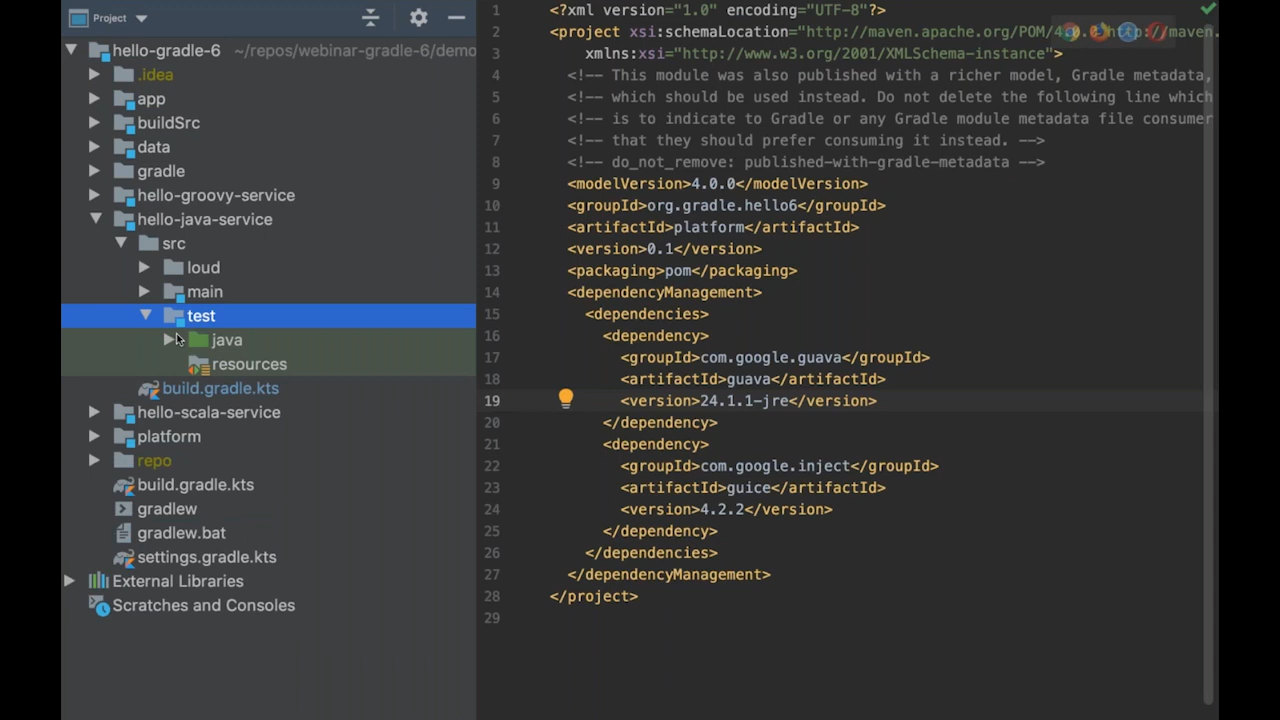 Project
hello-gradle-6 ~/repos/webinar-gradle-6/demo
.idea
app
buildSrc
data
gradle
hello-groovy-service
hello-java-service
src
loud
main
test
java
resources
build.gradle.kts
hello-scala-service
platform
repo
build.gradle.kts
gradlew
gradlew.bat
settings.gradle.kts
External Libraries
Scratches and Consoles
1 <?xml version="1.0" encoding="UTF-8"?>
2 <project xsi:schemaLocation="http://maven.apache.org/POM/4.0.0 http://maven.
3 xmlns:xsi="http://www.w3.org/2001/XMLSchema-instance">
4 <!-- This module was also published with a richer model, Gradle metadata,
5 <!-- which should be used instead. Do not delete the following line which
6 <!-- is to indicate to Gradle or any Gradle module metadata file consumer
7 <!-- that they should prefer consuming it instead. -->
8 <!-- do_not_remove: published-with-gradle-metadata -->
9 <modelVersion>4.0.0</modelVersion>
10 <groupId>org.gradle.hello6</groupId>
11 <artifactId>platform</artifactId>
12 <version>0.1</version>
13 <packaging>pom</packaging>
14 <dependencyManagement>
15 <dependencies>
16 <dependency>
17 <groupId>com.google.guava</groupId>
18 <artifactId>guava</artifactId>
19 <version>24.1.1-jre</version>
20 </dependency>
21 <dependency>
22 <groupId>com.google.inject</groupId>
23 <artifactId>guice</artifactId>
24 <version>4.2.2</version>
25 </dependency>
26 </dependencies>
27 </dependencyManagement>
28 </project>
29